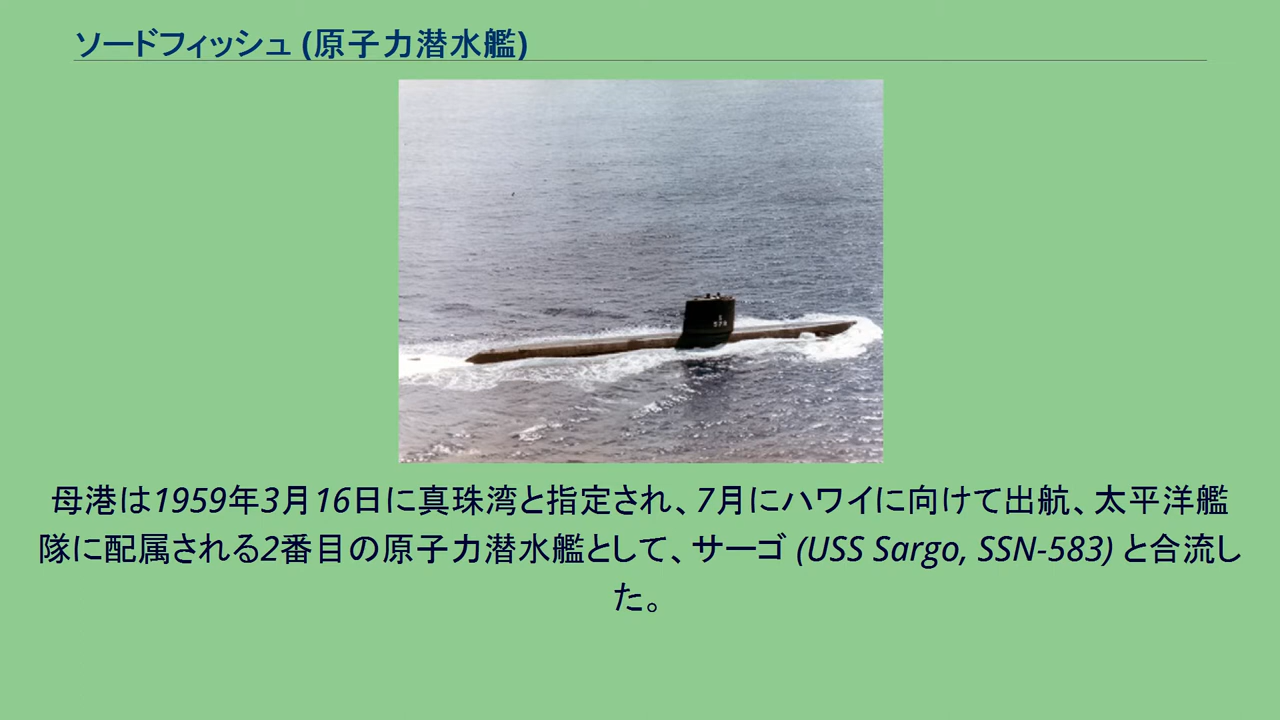 ソードフィッシュ (原子力潜水艦)
S
579
母港は1959年3月16日に真珠湾と指定され、7月にハワイに向けて出航、太平洋艦
隊に配属される2番目の原子力潜水艦として、サーゴ (USS Sargo, SSN-583) と合流し
た。